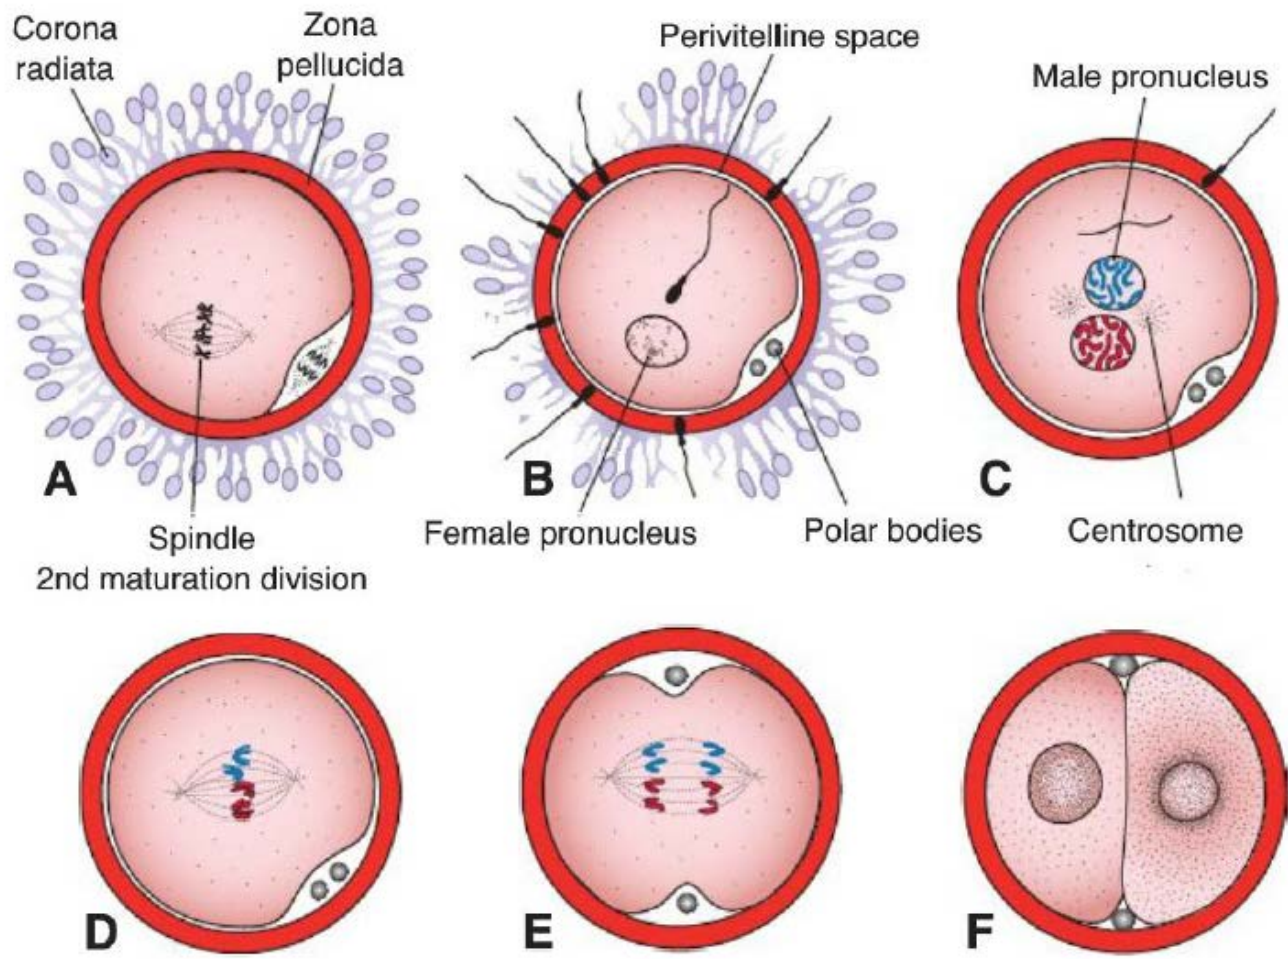 Corona
radiata
Zona
pellucida
Perivitelline space
Male pronucleus
A
B
C
Spindle
2nd maturation division
Female pronucleus
Polar bodies
Centrosome
D
E
F